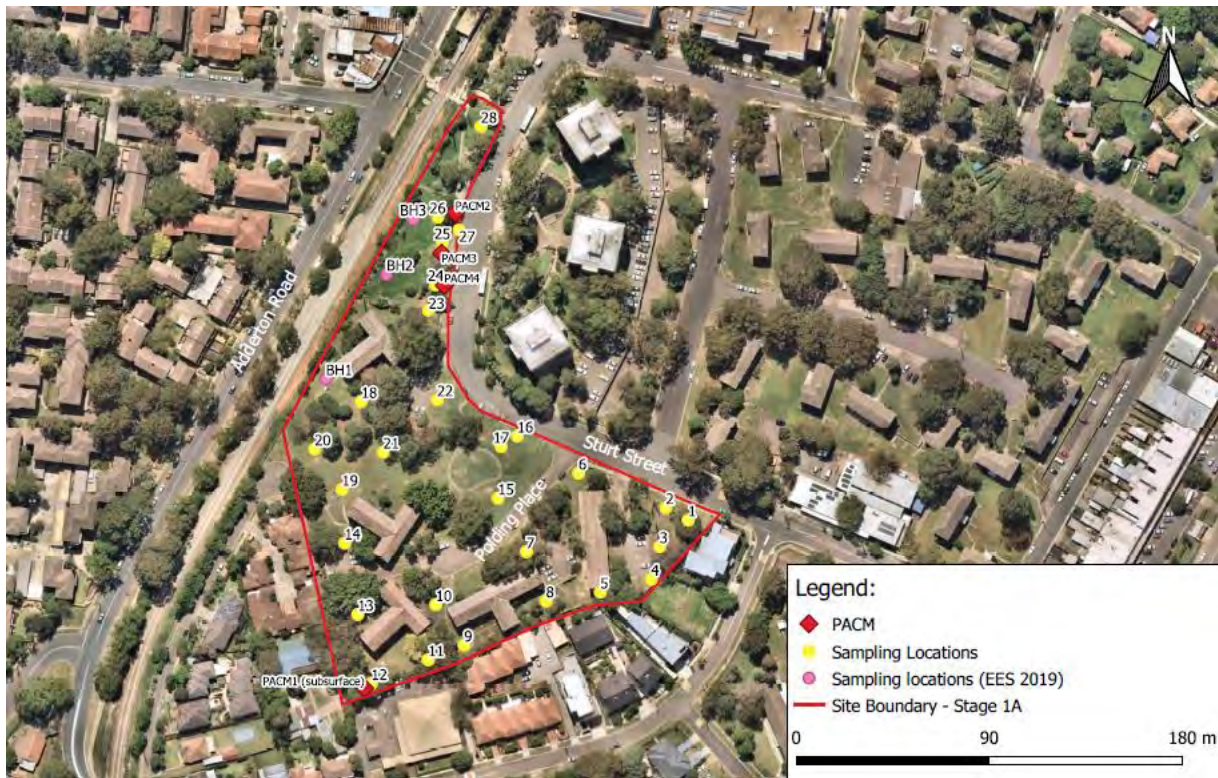 N
28
26
PACM2
BH3
27
25
PACM3
BH2
24
PACM4
23
Adderton Road
BH1
18
22
16
17
20
21
Sturt Street
6
19
15
2
1
Polding Place
3
14
7
4
5
8
10
13
9
11
12
PACM1 (subsurface)
Legend:
PACM
Sampling Locations
Sampling locations (EES 2019)
Site Boundary - Stage 1A
0 90 180 m